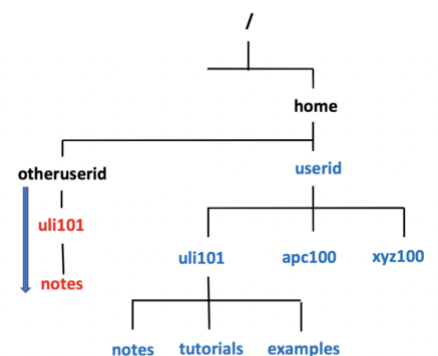 /
home
otheruserid
userid
uli101
uli101
apc100
xyz100
notes
notes
tutorials
examples